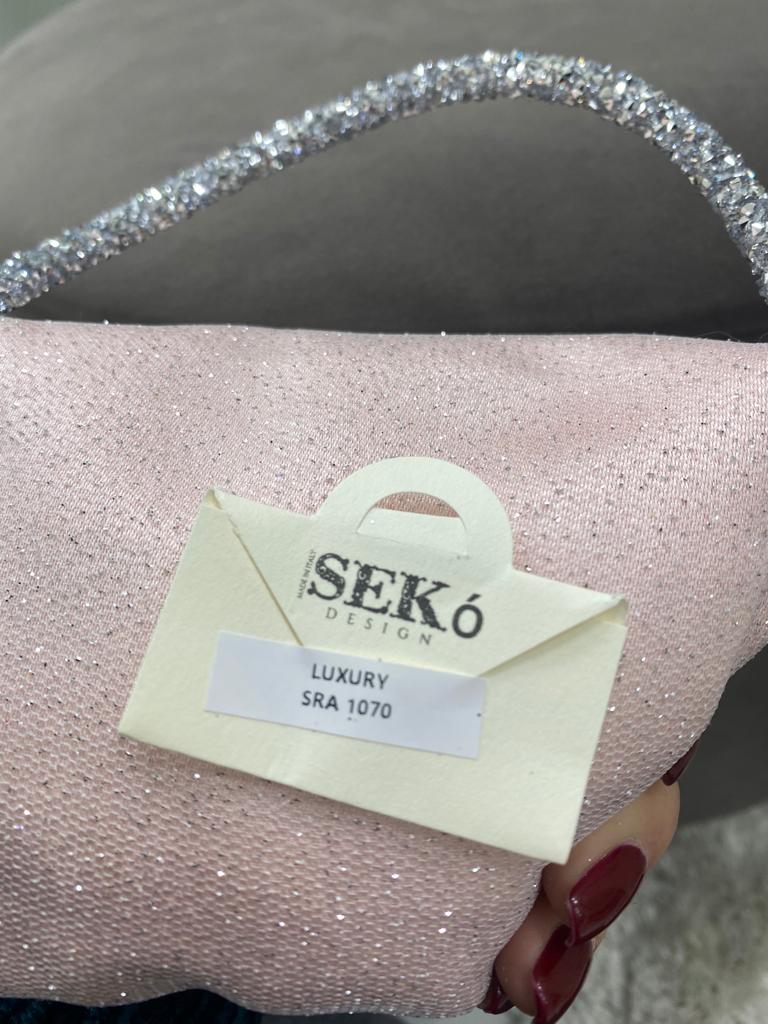 MADE IN ITALY
SEKó
DESIGN
LUXURY
SRA 1070